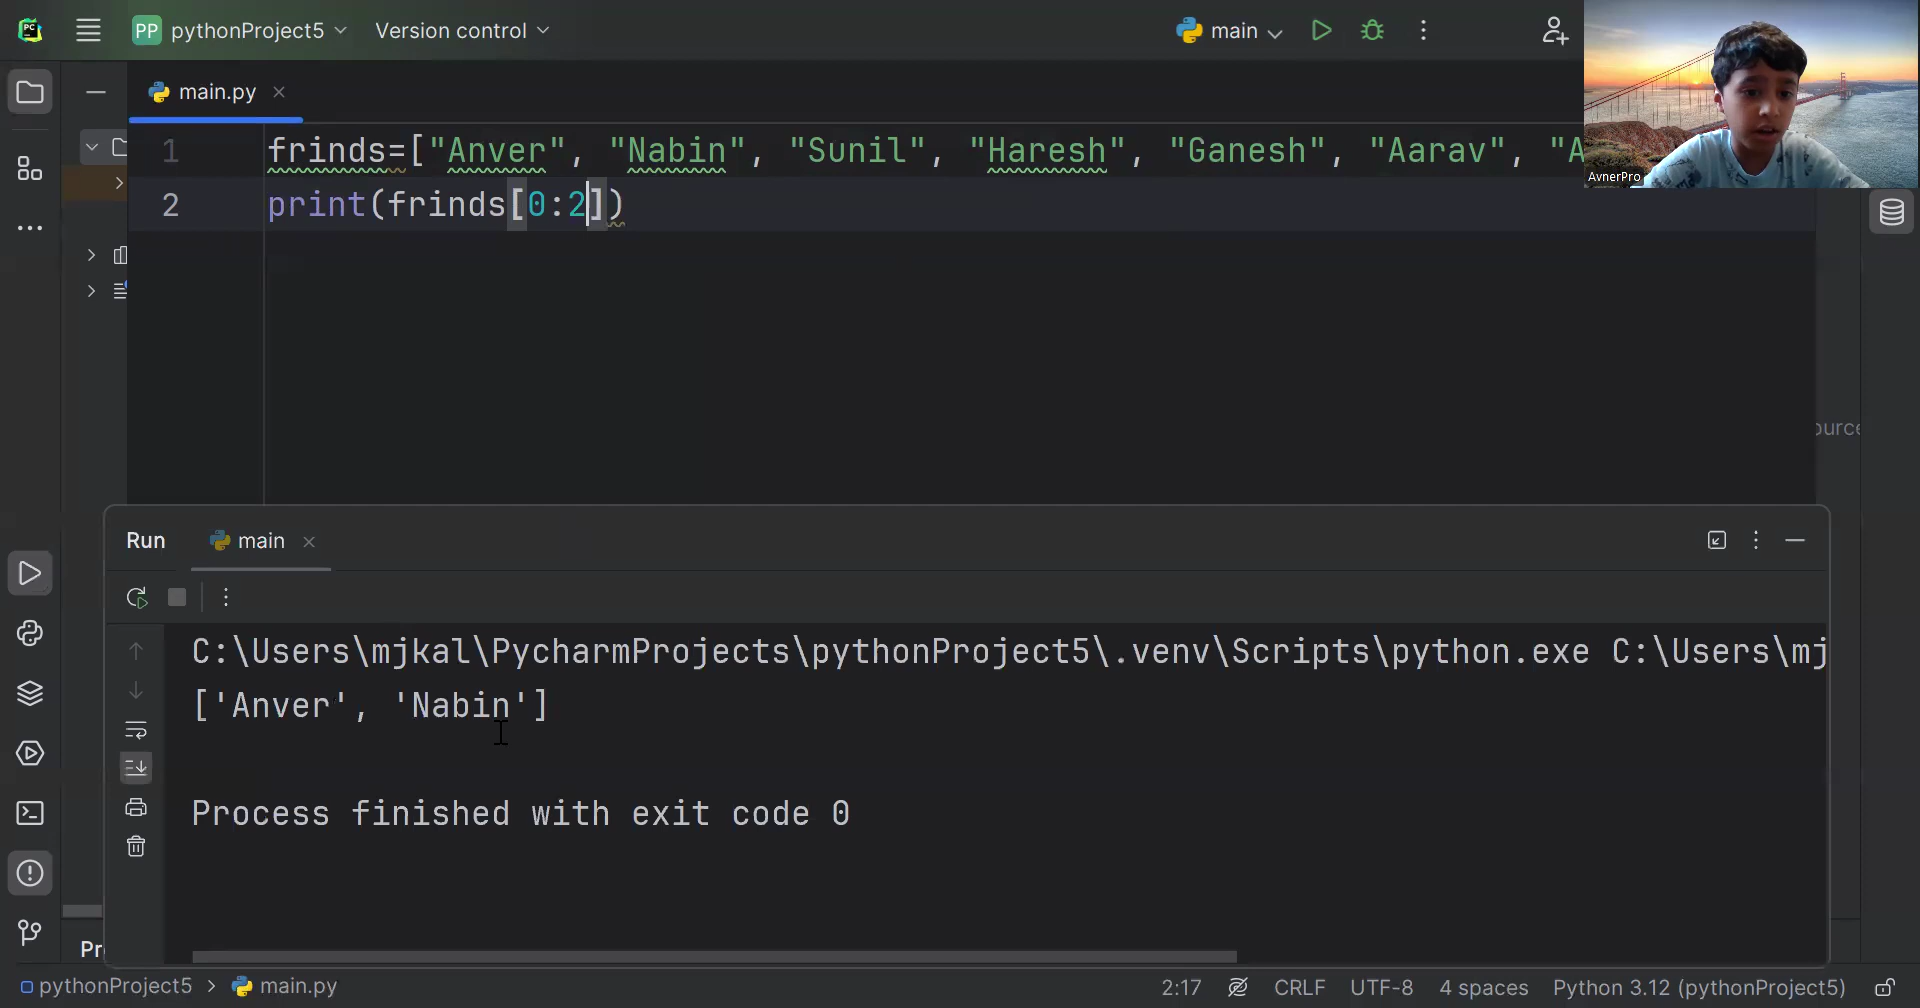 PP pythonProject5 Version control main
main.py
1 frinds=["Anver", "Nabin", "Sunil", "Haresh", "Ganesh", "Aarav", "A
AvnerPro
2 print(frinds[0:2])
Run main
C:\Users\mjkal\PycharmProjects\pythonProject5\.venv\Scripts\python.exe C:\Users\mj
['Anver', 'Nabin']
Process finished with exit code 0
pythonProject5 > main.py 2:17 CRLF UTF-8 4 spaces Python 3.12 (pythonProject5)